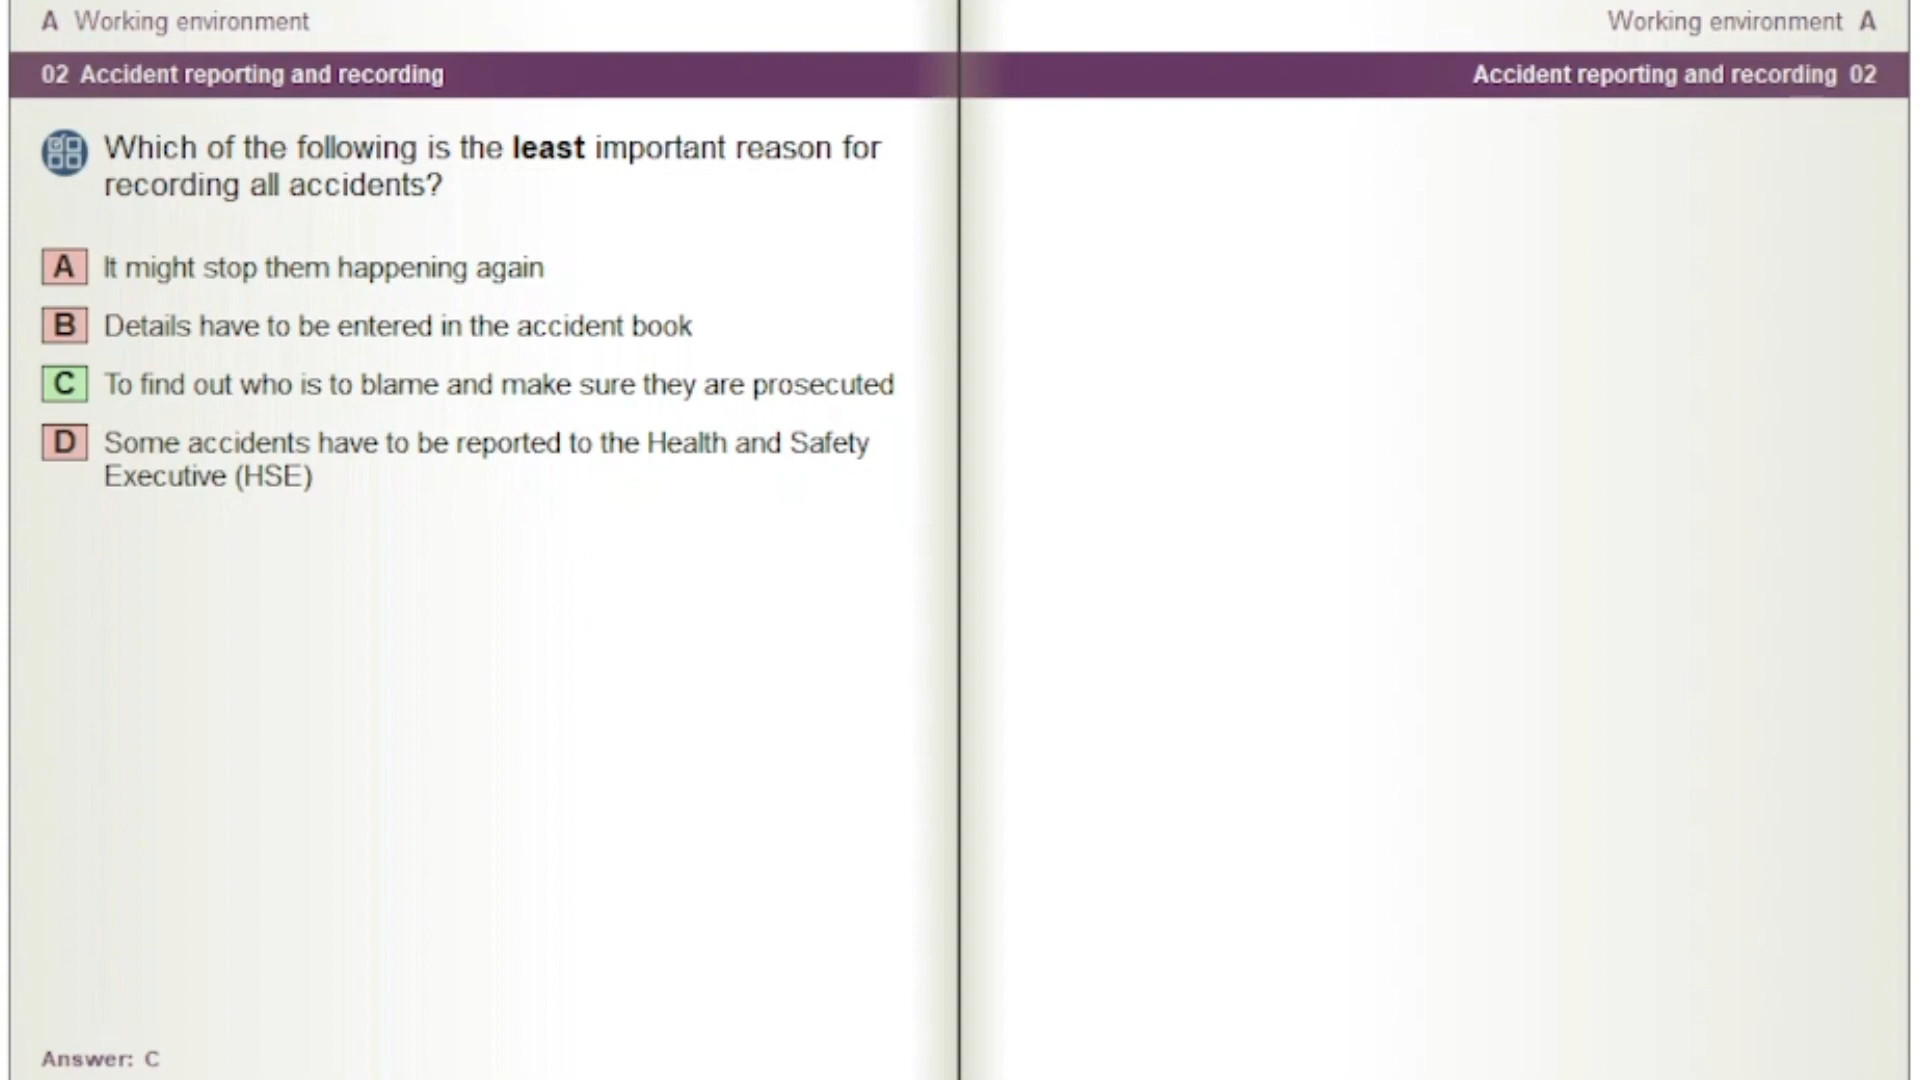 A Working environment
Working environment A
02 Accident reporting and recording
Accident reporting and recording 02
Which of the following is the least important reason for
recording all accidents?
A It might stop them happening again
B Details have to be entered in the accident book
C To find out who is to blame and make sure they are prosecuted
D Some accidents have to be reported to the Health and Safety
Executive (HSE)
Answer: C